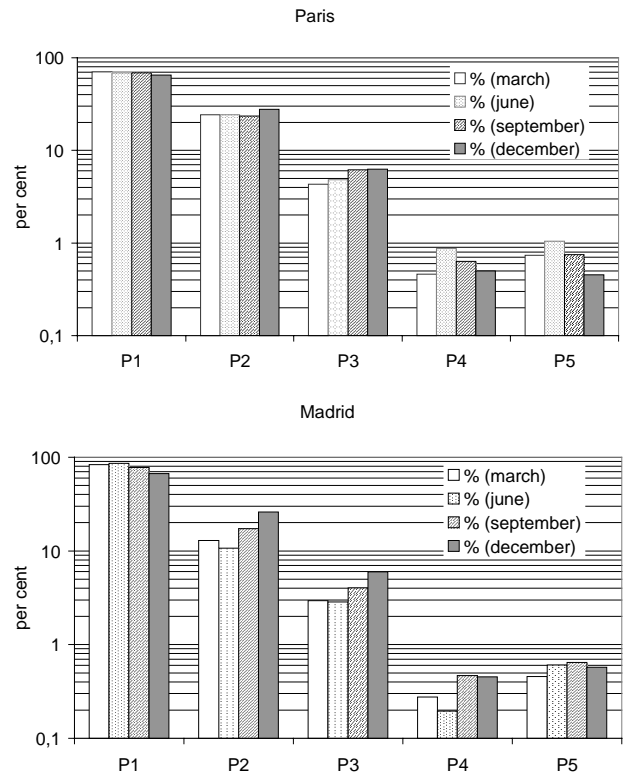 Paris
100
10
1
0,1
per cent
% (march)
% (june)
% (september)
% (december)
P1 P2 P3 P4 P5
Madrid
100
10
1
0,1
per cent
% (march)
% (june)
% (september)
% (december)
P1 P2 P3 P4 P5